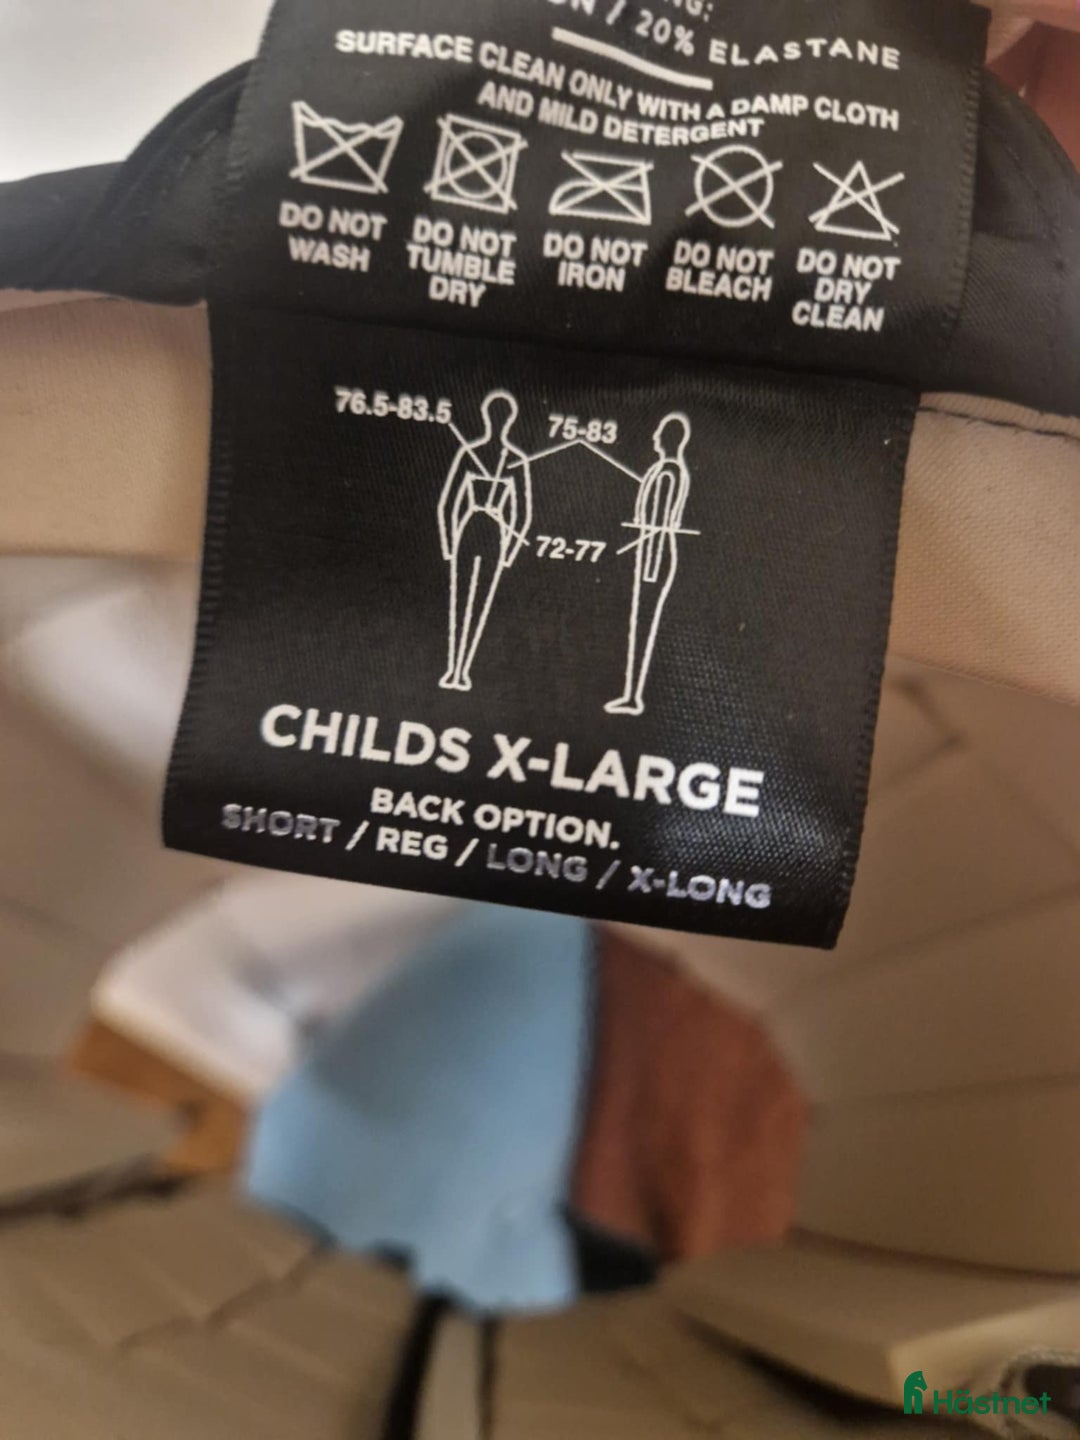 / 20% ELASTANE
SURFACE CLEAN ONLY WITH A DAMP CLOTH
AND MILD DETERGENT
DO NOT
WASH
DO NOT
TUMBLE
DRY
DO NOT
IRON
DO NOT
BLEACH
DO NOT
DRY
CLEAN
76.5-83.5
75-83
72-77
CHILDS X-LARGE
BACK OPTION.
SHORT / REG / LONG / X-LONG
Hästnet